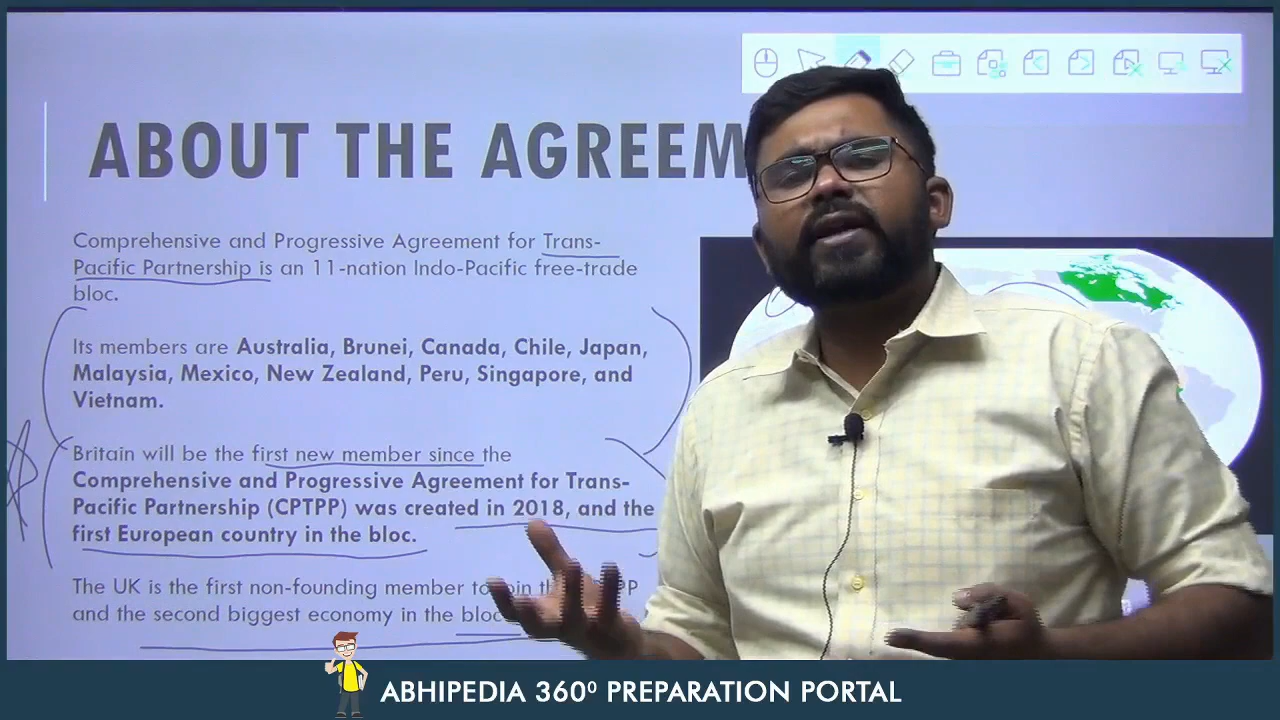 ABOUT THE AGREEM
Comprehensive and Progressive Agreement for Trans-
Pacific Partnership is an 11-nation Indo-Pacific free-trade
bloc.
Its members are Australia, Brunei, Canada, Chile, Japan,
Malaysia, Mexico, New Zealand, Peru, Singapore, and
Vietnam.
Britain will be the first new member since the
Comprehensive and Progressive Agreement for Trans-
Pacific Partnership (CPTPP) was created in 2018, and the
first European country in the bloc.
The UK is the first non-founding member to join PP
and the second biggest economy in the bloc
ABHIPEDIA 360⁰ PREPARATION PORTAL